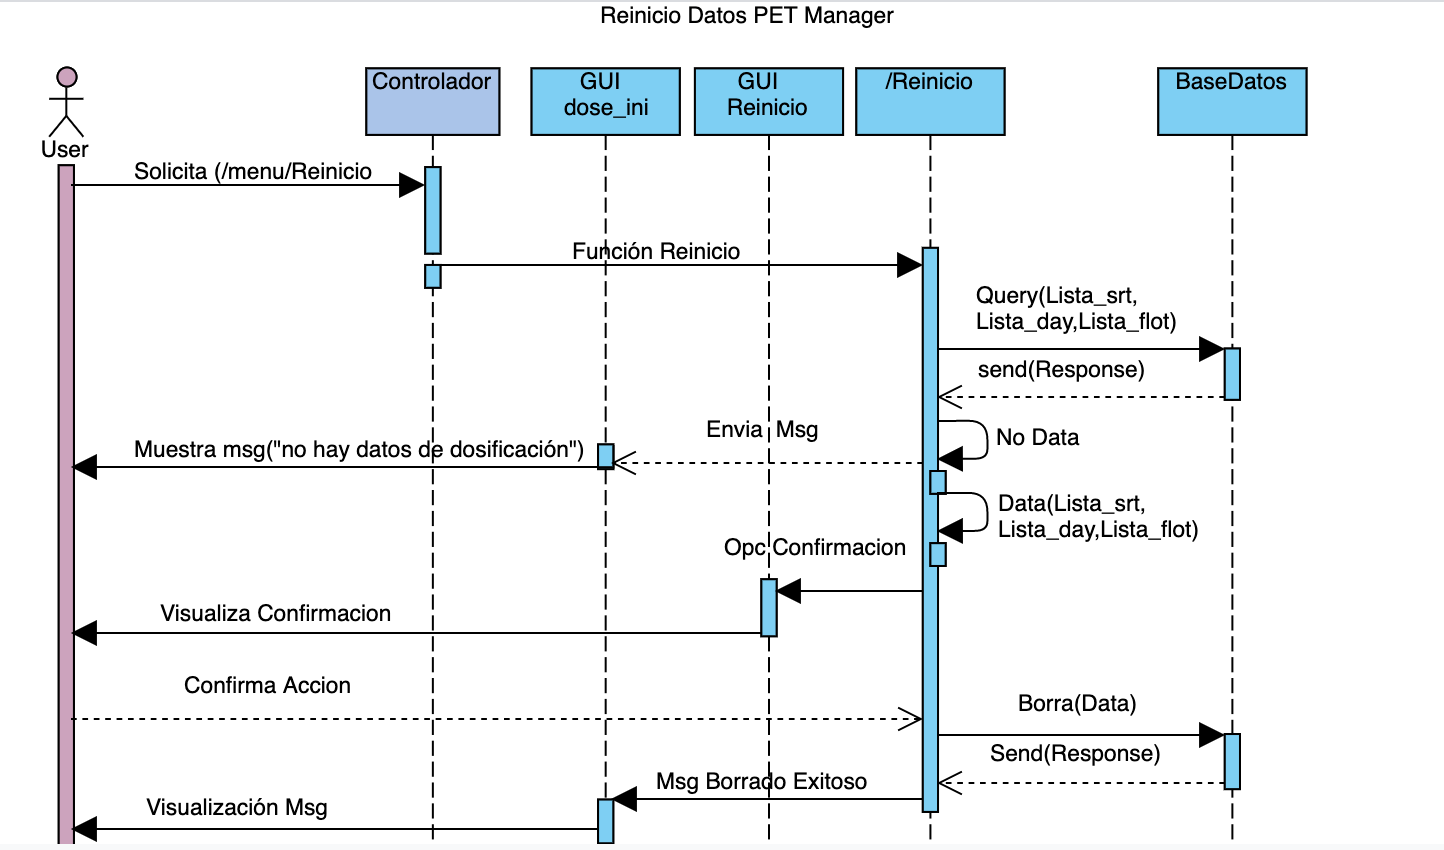 Reinicio Datos PET Manager
User
Controlador
GUI
dose_ini
GUI
Reinicio
/Reinicio
BaseDatos
Solicita (/menu/Reinicio
Función Reinicio
Query(Lista_srt,
Lista_day,Lista_flot)
send(Response)
Envia Msg
No Data
Muestra msg("no hay datos de dosificación")
Data(Lista_srt,
Lista_day,Lista_flot)
Opc Confirmacion
Visualiza Confirmacion
Confirma Accion
Borra(Data)
Send(Response)
Msg Borrado Exitoso
Visualización Msg